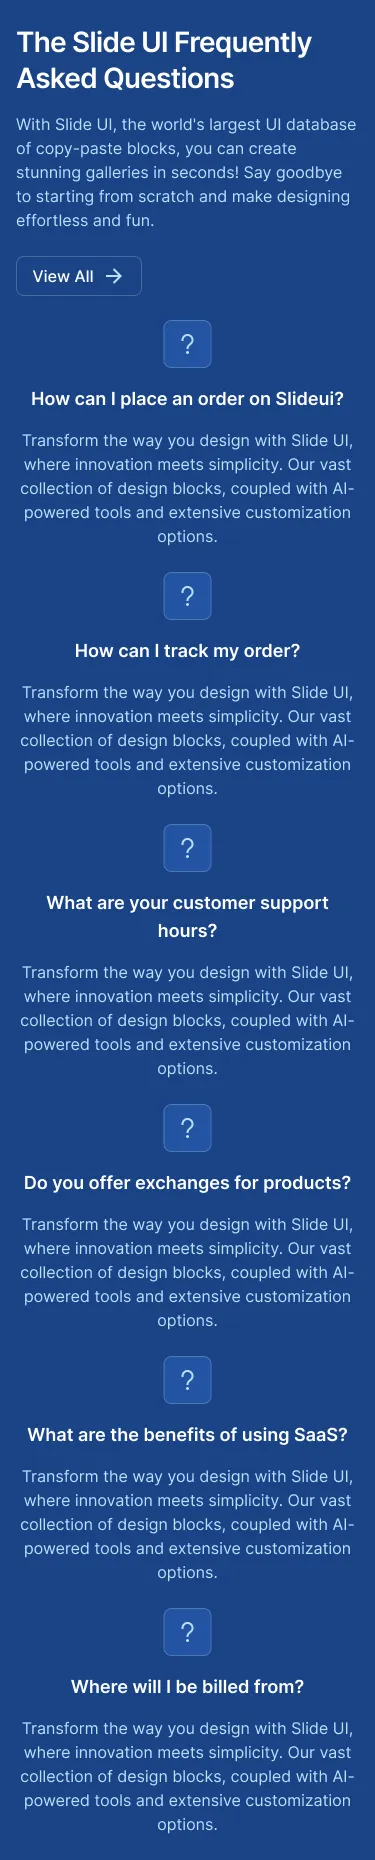 The Slide UI Frequently
Asked Questions
With Slide UI, the world's largest UI database
of copy-paste blocks, you can create
stunning galleries in seconds! Say goodbye
to starting from scratch and make designing
effortless and fun.
View All
?
How can I place an order on Slideui?
Transform the way you design with Slide UI,
where innovation meets simplicity. Our vast
collection of design blocks, coupled with AI-
powered tools and extensive customization
options.
?
How can I track my order?
Transform the way you design with Slide UI,
where innovation meets simplicity. Our vast
collection of design blocks, coupled with AI-
powered tools and extensive customization
options.
?
What are your customer support
hours?
Transform the way you design with Slide UI,
where innovation meets simplicity. Our vast
collection of design blocks, coupled with AI-
powered tools and extensive customization
options.
?
Do you offer exchanges for products?
Transform the way you design with Slide UI,
where innovation meets simplicity. Our vast
collection of design blocks, coupled with AI-
powered tools and extensive customization
options.
?
What are the benefits of using SaaS?
Transform the way you design with Slide UI,
where innovation meets simplicity. Our vast
collection of design blocks, coupled with AI-
powered tools and extensive customization
options.
?
Where will I be billed from?
Transform the way you design with Slide UI,
where innovation meets simplicity. Our vast
collection of design blocks, coupled with AI-
powered tools and extensive customization
options.